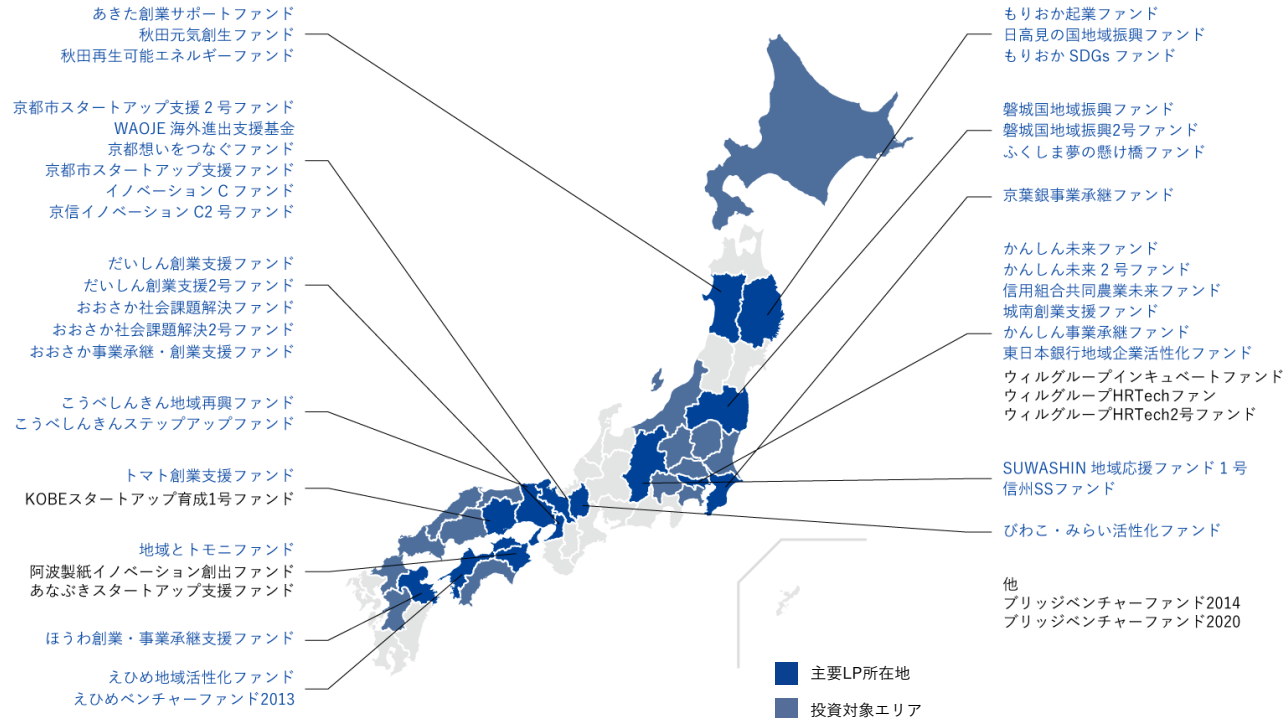 あきた創業サポートファンド
秋田元気創生ファンド
秋田再生可能エネルギーファンド
京都市スタートアップ支援2号ファンド
WAOJE 海外進出支援基金
京都想いをつなぐファンド
京都市スタートアップ支援ファンド
イノベーション C ファンド
京信イノベーション C2 号ファンド
だいしん創業支援ファンド
だいしん創業支援2号ファンド
おおさか社会課題解決ファンド
おおさか社会課題解決2号ファンド
おおさか事業承継・創業支援ファンド
こうべしんきん地域再興ファンド
こうべしんきんステップアップファンド
トマト創業支援ファンド
KOBEスタートアップ育成1号ファンド
地域とトモニファンド
阿波製紙イノベーション創出ファンド
あなぶきスタートアップ支援ファンド
ほうわ創業・事業承継支援ファンド
えひめ地域活性化ファンド
えひめベンチャーファンド2013
もりおか起業ファンド
日高見の国地域振興ファンド
もりおか SDGs ファンド
磐城国地域振興ファンド
磐城国地域振興2号ファンド
ふくしま夢の懸け橋ファンド
京葉銀事業承継ファンド
かんしん未来ファンド
かんしん未来 2 号ファンド
信用組合共同農業未来ファンド
城南創業支援ファンド
かんしん事業承継ファンド
東日本銀行地域企業活性化ファンド
ウィルグループインキュベートファンド
ウィルグループHRTechファン
ウィルグループHRTech2号ファンド
SUWASHIN 地域応援ファンド 1 号
信州SSファンド
びわこ・みらい活性化ファンド
他
ブリッジベンチャーファンド2014
ブリッジベンチャーファンド2020
主要LP所在地
投資対象エリア